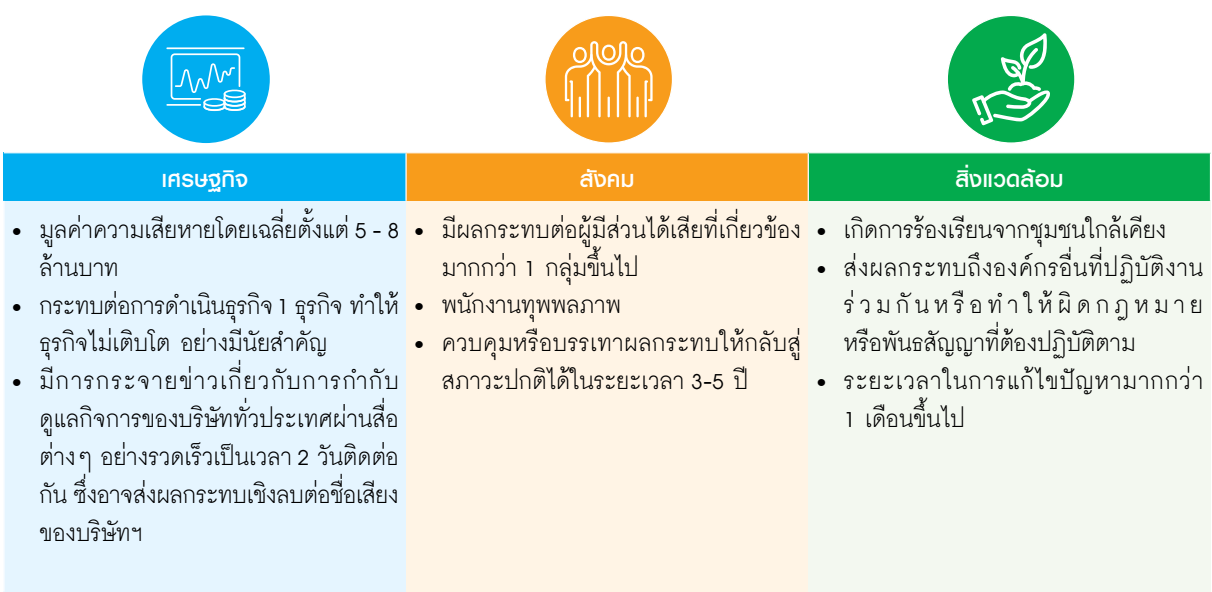 เศรษฐกิจ
• มูลค่าความเสียหายโดยเฉลี่ยตั้งแต่ 5 - 8
ล้านบาท
• กระทบต่อการดำเนินธุรกิจ 1 ธุรกิจ ทำให้
ธุรกิจไม่เติบโต อย่างมีนัยสำคัญ
• มีการกระจายข่าวเกี่ยวกับการกำกับ
ดูแลกิจการของบริษัททั่วประเทศผ่านสื่อ
ต่างๆ อย่างรวดเร็วเป็นเวลา 2 วันติดต่อ
กัน ซึ่งอาจส่งผลกระทบเชิงลบต่อชื่อเสียง
ของบริษัทฯ
สังคม
• มีผลกระทบต่อผู้มีส่วนได้เสียที่เกี่ยวข้อง
มากกว่า 1 กลุ่มขึ้นไป
• พนักงานทุพพลภาพ
• ควบคุมหรือบรรเทาผลกระทบให้กลับสู่
สภาวะปกติได้ในระยะเวลา 3-5 ปี
สิ่งแวดล้อม
• เกิดการร้องเรียนจากชุมชนใกล้เคียง
• ส่งผลกระทบถึงองค์กรอื่นที่ปฏิบัติงาน
ร่วมกันหรือทำให้ผิดกฎหมาย
หรือพันธสัญญาที่ต้องปฏิบัติตาม
• ระยะเวลาในการแก้ไขปัญหามากกว่า
1 เดือนขึ้นไป